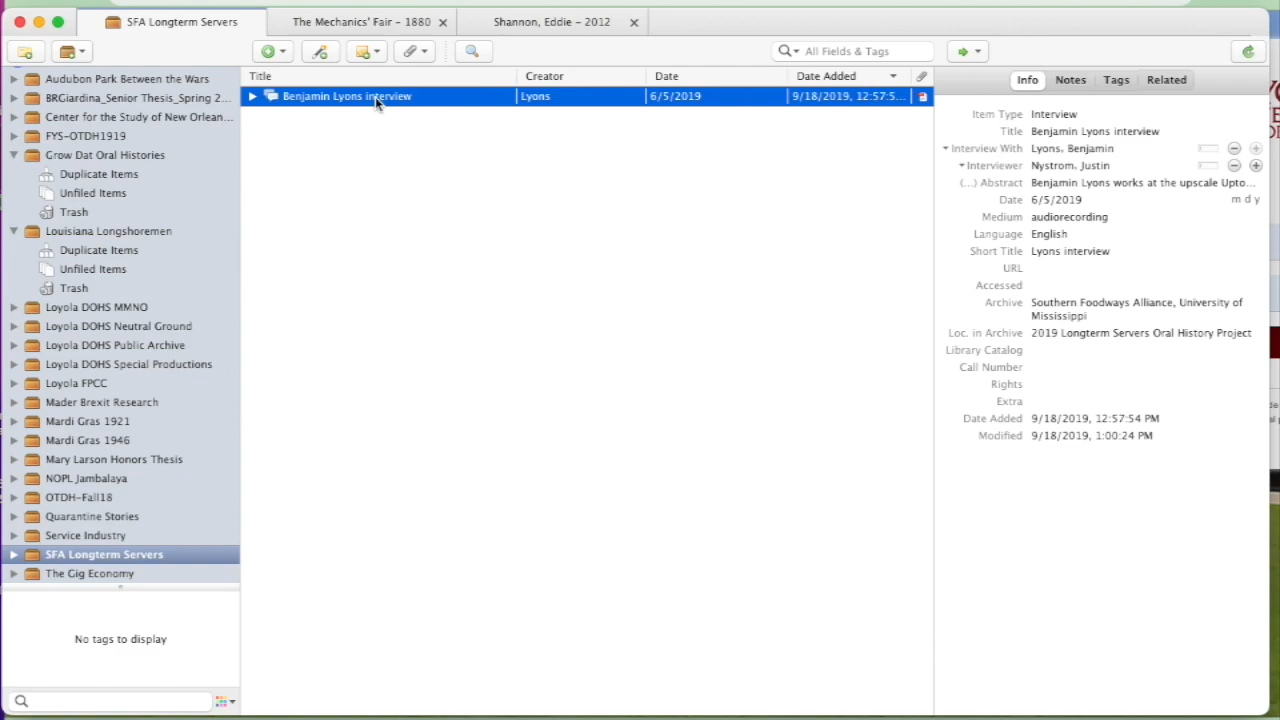 SFA Longterm Servers
The Mechanics' Fair – 1880
Shannon, Eddie – 2012
All Fields & Tags
Audubon Park Between the Wars
BRGiardina_Senior Thesis_Spring 2...
Center for the Study of New Orlean...
FYS-OTDH1919
Grow Dat Oral Histories
Duplicate Items
Unfiled Items
Trash
Louisiana Longshoremen
Duplicate Items
Unfiled Items
Trash
Loyola DOHS MMNO
Loyola DOHS Neutral Ground
Loyola DOHS Public Archive
Loyola DOHS Special Productions
Loyola FPCC
Mader Brexit Research
Mardi Gras 1921
Mardi Gras 1946
Mary Larson Honors Thesis
NOPL Jambalaya
OTDH-Fall18
Quarantine Stories
Service Industry
SFA Longterm Servers
The Gig Economy
No tags to display
Title Creator Date Date Added
Benjamin Lyons interview Lyons 6/5/2019 9/18/2019, 12:57:5...
Info Notes Tags Related
Item Type Interview
Title Benjamin Lyons interview
Interview With Lyons, Benjamin
Interviewer Nystrom, Justin
(...) Abstract Benjamin Lyons works at the upscale Upto...
Date 6/5/2019 m d y
Medium audiorecording
Language English
Short Title Lyons interview
URL
Accessed
Archive Southern Foodways Alliance, University of
Mississippi
Loc. in Archive 2019 Longterm Servers Oral History Project
Library Catalog
Call Number
Rights
Extra
Date Added 9/18/2019, 12:57:54 PM
Modified 9/18/2019, 1:00:24 PM